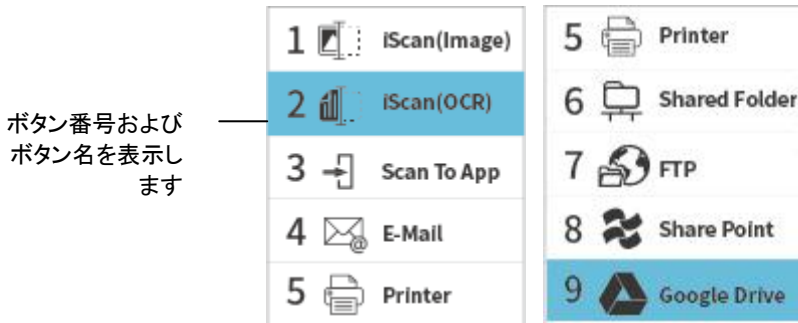 ボタン番号および
ボタン名を表示し
ます
1 iScan(Image)
2 iScan(OCR)
3 Scan To App
4 E-Mail
5 Printer
5 Printer
6 Shared Folder
7 FTP
8 Share Point
9 Google Drive